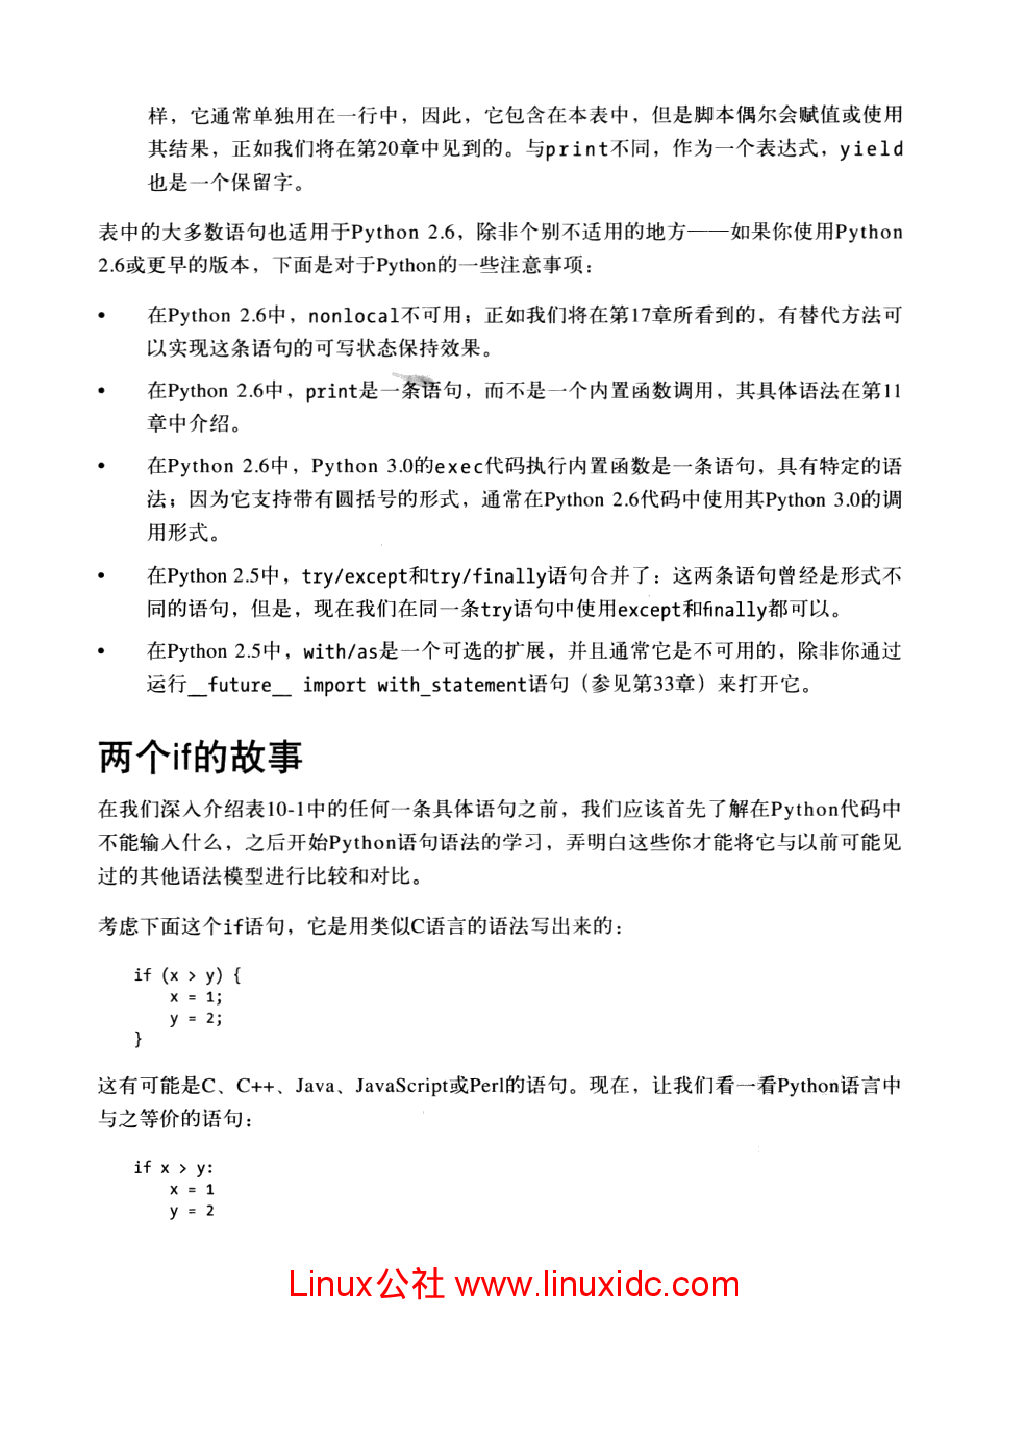 样，它通常单独用在一行中，因此，它包含在本表中，但是脚本偶尔会赋值或使用
其结果，正如我们将在第20章中见到的。与print不同，作为一个表达式，yield
也是一个保留字。
表中的大多数语句也适用于Python 2.6，除非个别不适用的地方——如果你使用Python
2.6或更早的版本，下面是对于Python的一些注意事项：
• 在Python 2.6中，nonlocal不可用；正如我们将在第17章所看到的，有替代方法可
以实现这条语句的可写状态保持效果。
• 在Python 2.6中，print是一条语句，而不是一个内置函数调用，其具体语法在第11
章中介绍。
• 在Python 2.6中，Python 3.0的exec代码执行内置函数是一条语句，具有特定的语
法；因为它支持带有圆括号的形式，通常在Python 2.6代码中使用其Python 3.0的调
用形式。
• 在Python 2.5中，try/except和try/finally语句合并了：这两条语句曾经是形式不
同的语句，但是，现在我们在同一条try语句中使用except和finally都可以。
• 在Python 2.5中，with/as是一个可选的扩展，并且通常它是不可用的，除非你通过
运行__future__ import with_statement语句（参见第33章）来打开它。
两个if的故事
在我们深入介绍表10-1中的任何一条具体语句之前，我们应该首先了解在Python代码中
不能输入什么，之后开始Python语句语法的学习，弄明白这些你才能将它与以前可能见
过的其他语法模型进行比较和对比。
考虑下面这个if语句，它是用类似C语言的语法写出来的：
if (x > y) {
x = 1;
y = 2;
}
这有可能是C、C++、Java、JavaScript或Perl的语句。现在，让我们看一看Python语言中
与之等价的语句：
if x > y:
x = 1
y = 2
Linux公社 www.linuxidc.com